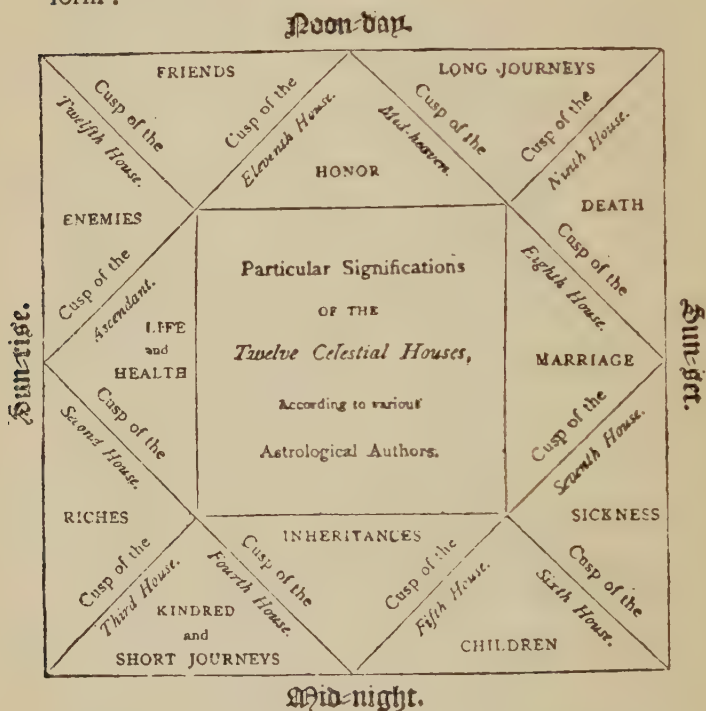 form :
Noon-day.
FRIENDS
LONG JOURNEYS
Cusp of the
Twelfth House.
Cusp of the
Eleventh House.
Cusp of the
Mid-heaven.
Cusp of the
Ninth House.
HONOR
DEATH
ENEMIES
Cusp of the
Eighth House.
Cusp of the
Ascendant.
Particular Significations
OF THE
Twelve Celestial Houses,
According to various
Astrological Authors.
Sun-rise.
Sun-set.
LIFE
and
HEALTH
MARRIAGE
Cusp of the
Second House.
Cusp of the
Seventh House.
RICHES
SICKNESS
INHERITANCES
Cusp of the
Third House.
Cusp of the
Fourth House.
Cusp of the
Fifth House.
Cusp of the
Sixth House.
KINDRED
and
SHORT JOURNEYS
CHILDREN
Mid-night.